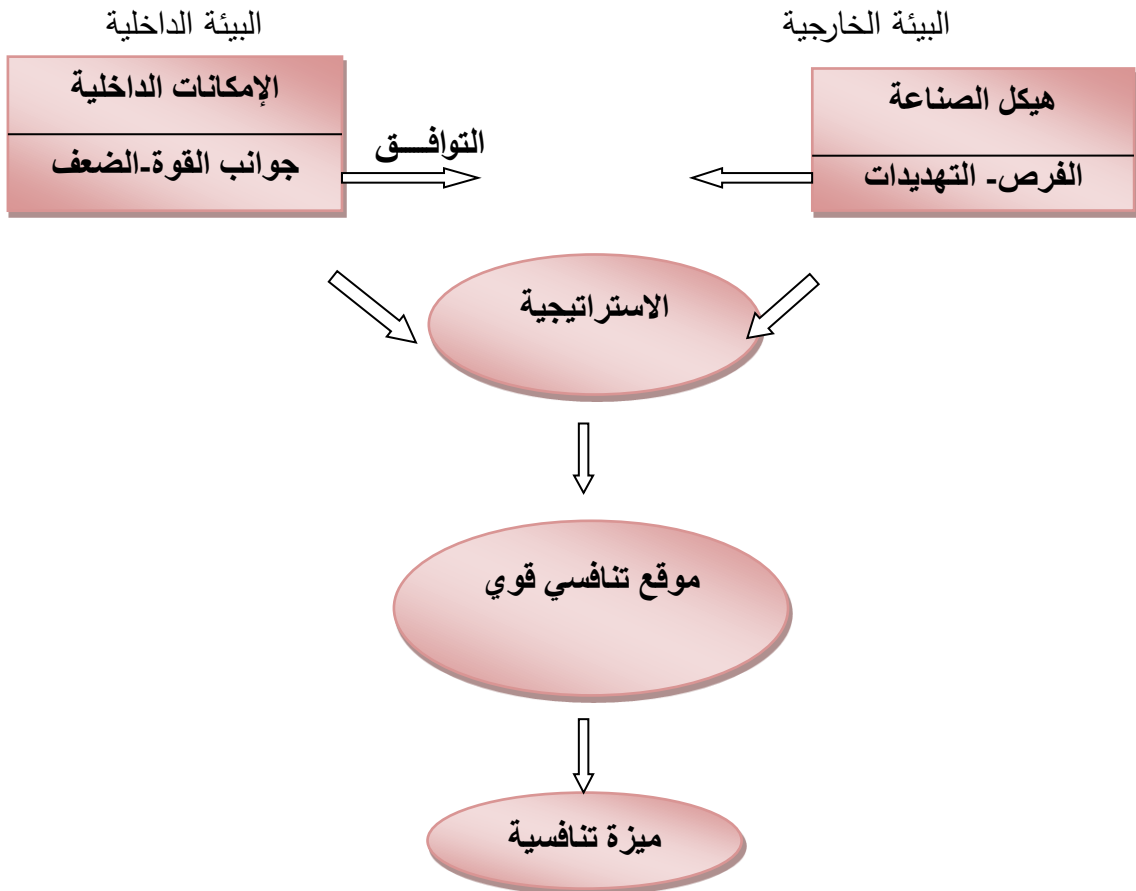 البيئة الخارجية
البيئة الداخلية
هيكل الصناعة
الفرص- التهديدات
الإمكانات الداخلية
جوانب القوة-الضعف
التوافــــق
الاستراتيجية
موقع تنافسي قوي
ميزة تنافسية